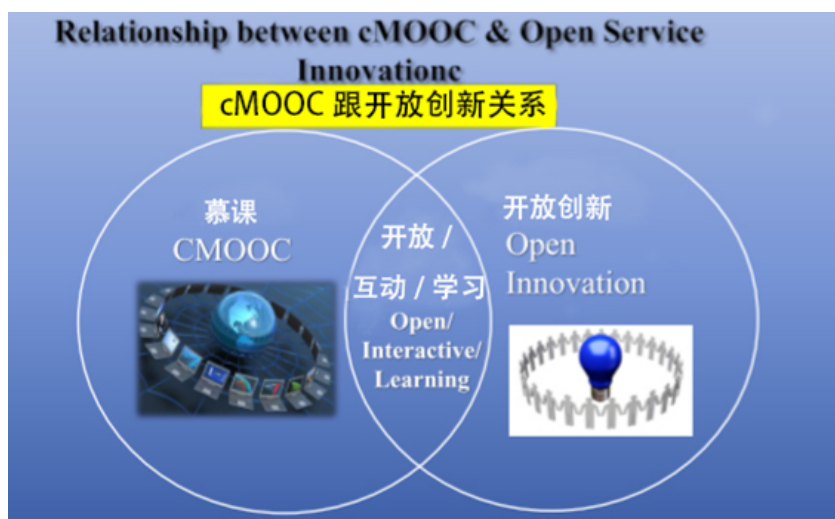 Relationship between cMOOC & Open Service
Innovationc
cMOOC 跟开放创新关系
慕课
CMOOC
开放 /
互动 / 学习
Open/
Interactive/
Learning
开放创新
Open
Innovation